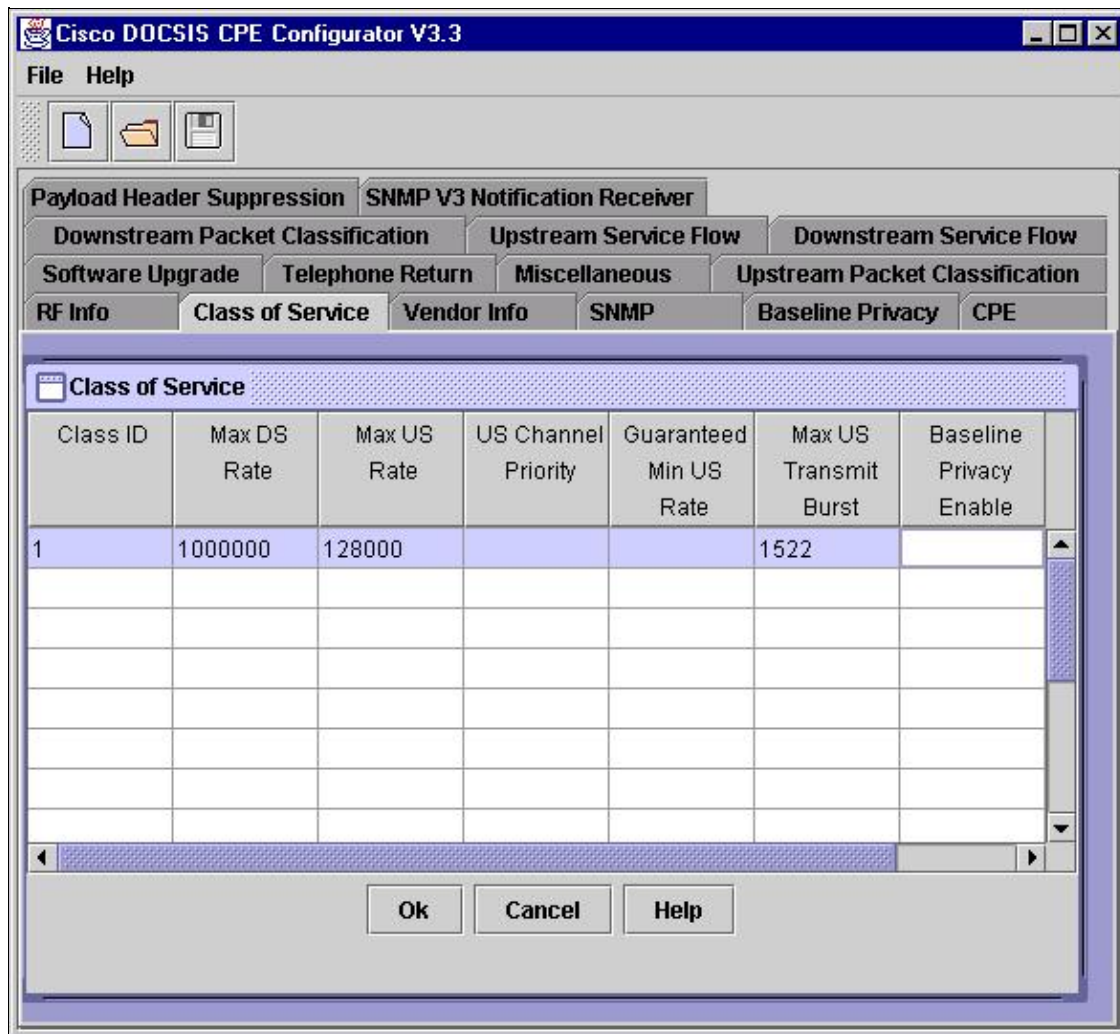 Cisco DOCSIS CPE Configurator V3.3
File Help
Payload Header Suppression SNMP V3 Notification Receiver
Downstream Packet Classification Upstream Service Flow Downstream Service Flow
Software Upgrade Telephone Return Miscellaneous Upstream Packet Classification
RF Info Class of Service Vendor Info SNMP Baseline Privacy CPE
Class of Service
Class ID Max DS Max US US Channel Guaranteed Max US Baseline
Rate Rate Priority Min US Transmit Privacy
Rate Burst Enable
1 1000000 128000 1522
Ok Cancel Help